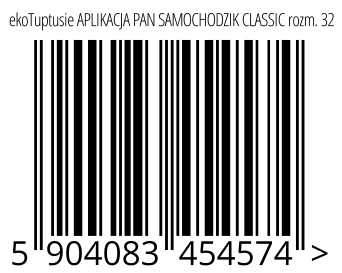 ekoTuptusie APLIKACJA PAN SAMOCHODZIK CLASSIC rozm. 32
5 904083 454574 >